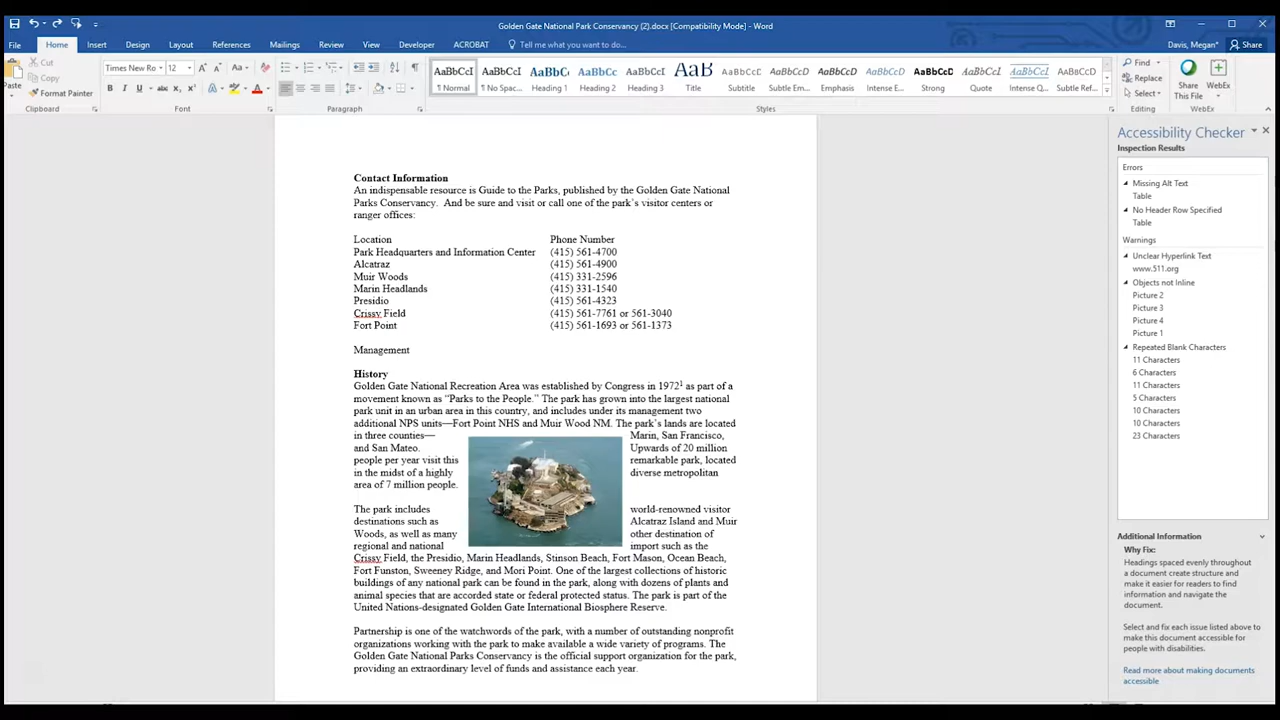 Golden Gate National Park Conservancy (2).docx [Compatibility Mode] - Word
File Home Insert Design Layout References Mailings Review View Developer ACROBAT Tell me what you want to do... Davis, Megan Share
Paste
Cut
Copy
Format Painter
Clipboard
Times New Ro 12
Font
Paragraph
AaBbCcI AaBbCcI AaBbC AaBbCc AaBbCcI AaB AaBbCcD AaBbCcD AaBbCcD AaBbCcD AaBbCcD AaBbCcI AaBbCcI AaBbCcD
¶ Normal ¶ No Spac... Heading 1 Heading 2 Heading 3 Title Subtitle Subtle Em... Emphasis Intense E... Strong Quote Intense Q... Subtle Ref...
Styles
Find
Replace
Select
Editing
Share This File
WebEx
WebEx
Contact Information
An indispensable resource is Guide to the Parks, published by the Golden Gate National
Parks Conservancy.  And be sure and visit or call one of the park's visitor centers or
ranger offices:
Location Phone Number
Park Headquarters and Information Center (415) 561-4700
Alcatraz (415) 561-4900
Muir Woods (415) 331-2596
Marin Headlands (415) 331-1540
Presidio (415) 561-4323
Crissy Field (415) 561-7761 or 561-3040
Fort Point (415) 561-1693 or 561-1373
Management
History
Golden Gate National Recreation Area was established by Congress in 1972¹ as part of a
movement known as “Parks to the People.” The park has grown into the largest national
park unit in an urban area in this country, and includes under its management two
additional NPS units—Fort Point NHS and Muir Wood NM. The park's lands are located
in three counties— Marin, San Francisco,
and San Mateo. Upwards of 20 million
people per year visit this remarkable park, located
in the midst of a highly diverse metropolitan
area of 7 million people.
The park includes world-renowned visitor
destinations such as Alcatraz Island and Muir
Woods, as well as many other destination of
regional and national import such as the
Crissy Field, the Presidio, Marin Headlands, Stinson Beach, Fort Mason, Ocean Beach,
Fort Funston, Sweeney Ridge, and Mori Point. One of the largest collections of historic
buildings of any national park can be found in the park, along with dozens of plants and
animal species that are accorded state or federal protected status. The park is part of the
United Nations-designated Golden Gate International Biosphere Reserve.
Partnership is one of the watchwords of the park, with a number of outstanding nonprofit
organizations working with the park to make available a wide variety of programs. The
Golden Gate National Parks Conservancy is the official support organization for the park,
providing an extraordinary level of funds and assistance each year.
Accessibility Checker
Inspection Results
Errors
Missing Alt Text
Table
No Header Row Specified
Table
Warnings
Unclear Hyperlink Text
www.511.org
Objects not Inline
Picture 2
Picture 3
Picture 4
Picture 1
Repeated Blank Characters
11 Characters
6 Characters
11 Characters
5 Characters
10 Characters
10 Characters
23 Characters
Additional Information
Why Fix:
Headings spaced evenly throughout
a document create structure and
make it easier for readers to find
information and navigate the
document.
Select and fix each issue listed above to
make this document accessible for
people with disabilities.
Read more about making documents
accessible